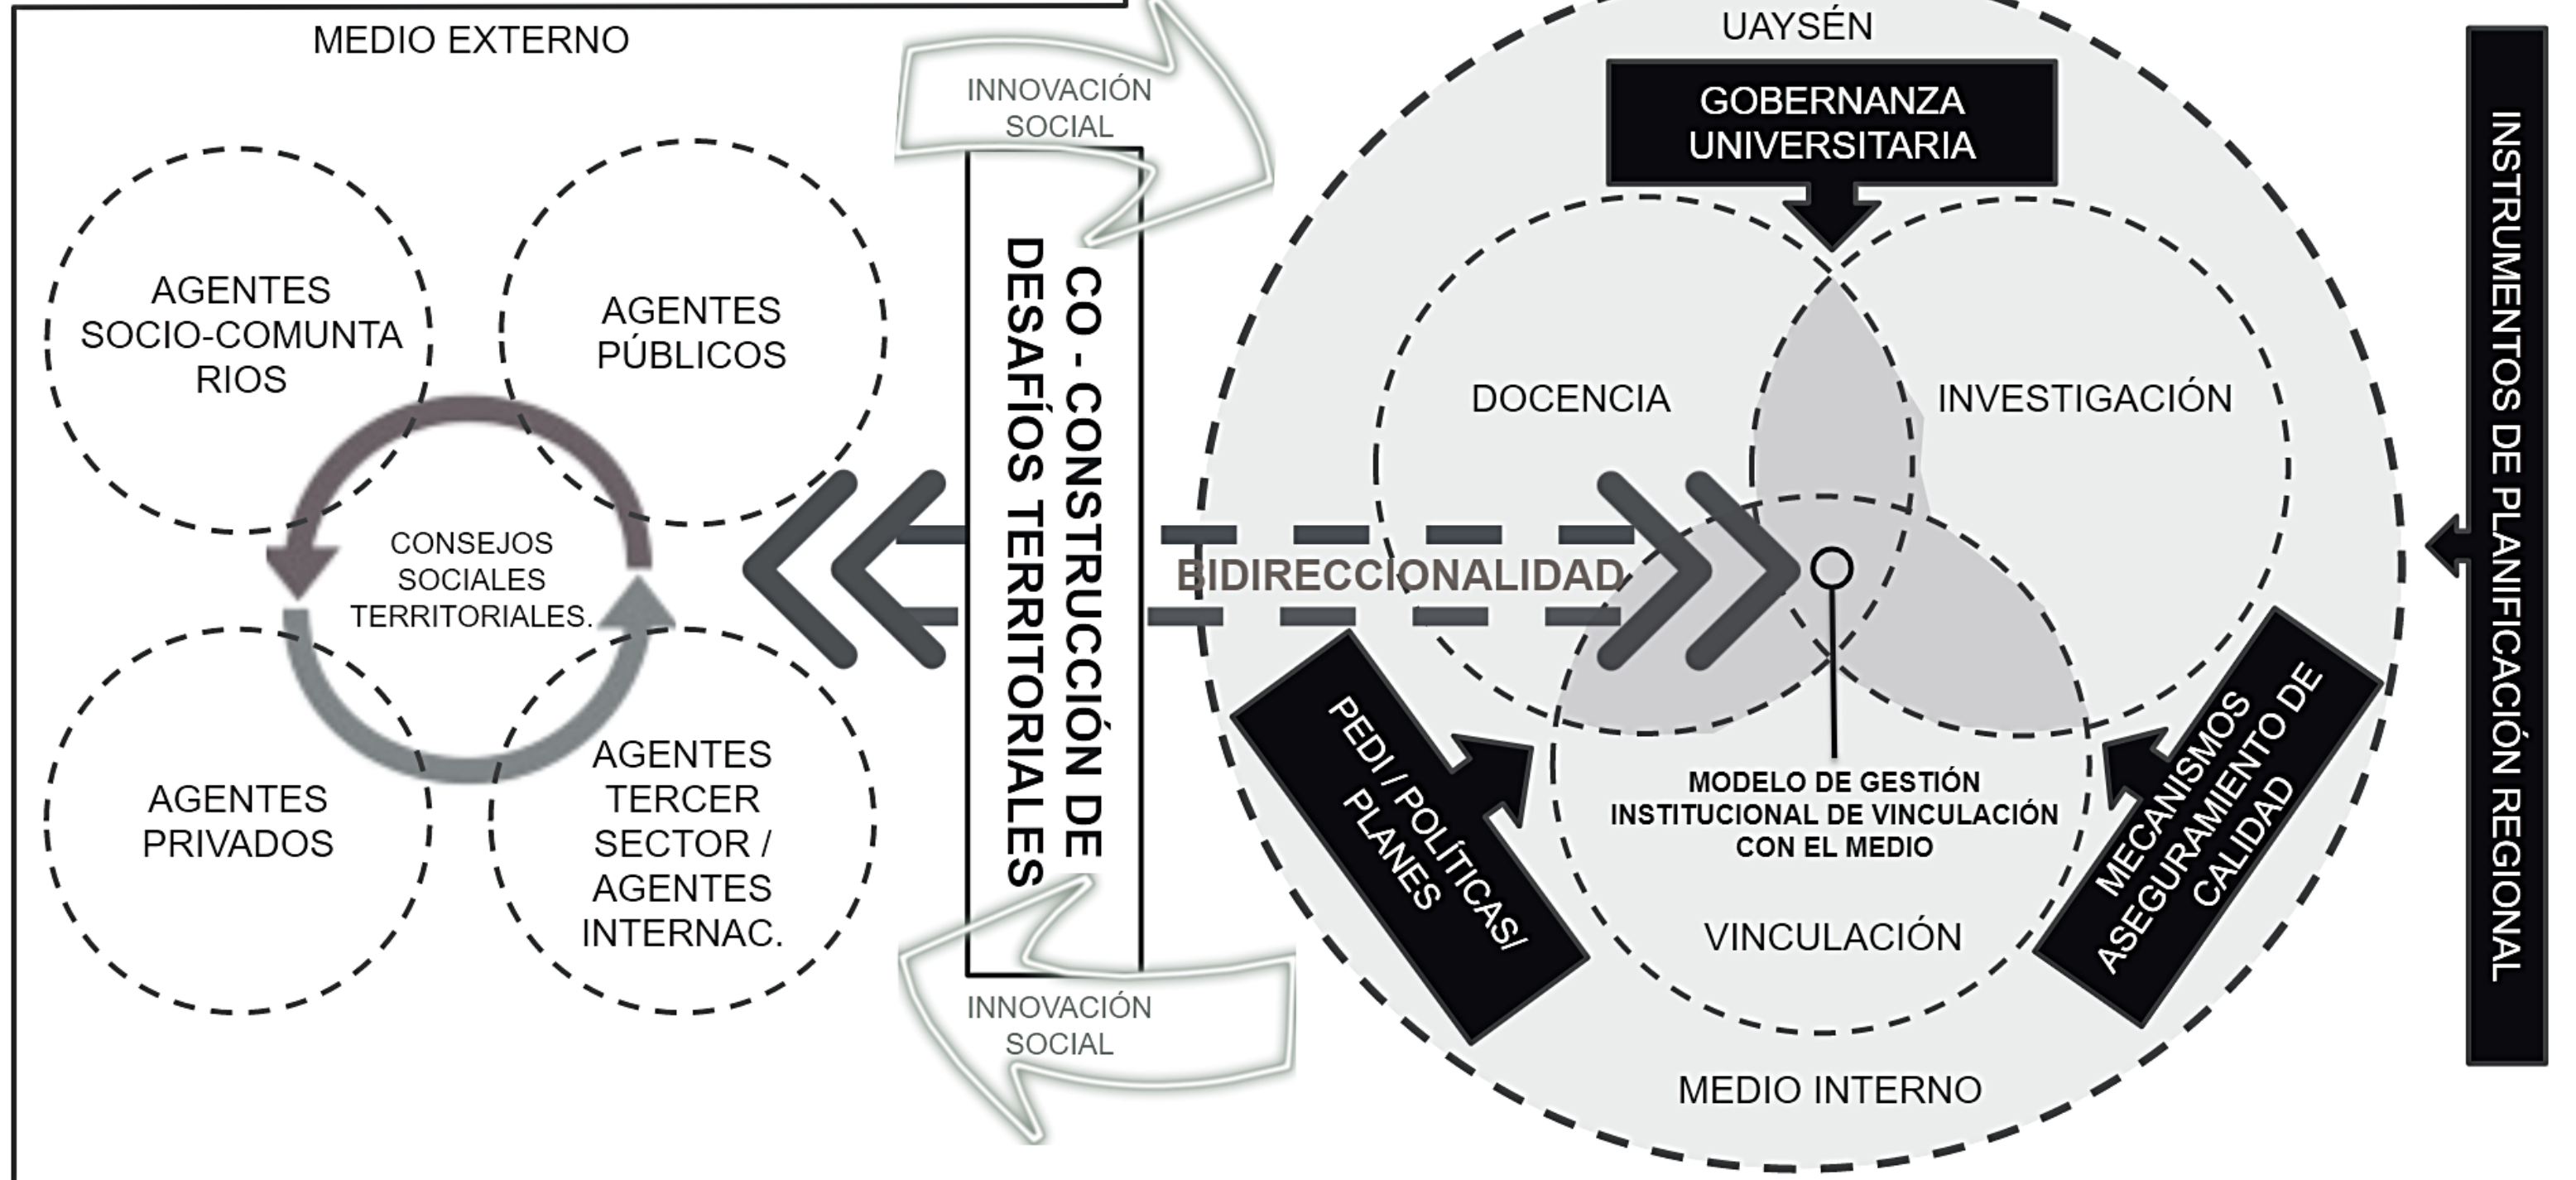 MEDIO EXTERNO
AGENTES
SOCIO-COMUNTA
RIOS
AGENTES
PÚBLICOS
CONSEJOS
SOCIALES
TERRITORIALES.
AGENTES
PRIVADOS
AGENTES
TERCER
SECTOR /
AGENTES
INTERNAC.
INNOVACIÓN
SOCIAL
CO - CONSTRUCCIÓN DE
DESAFÍOS TERRITORIALES
INNOVACIÓN
SOCIAL
BIDIRECCIONALIDAD
UAYSÉN
GOBERNANZA
UNIVERSITARIA
DOCENCIA
INVESTIGACIÓN
MODELO DE GESTIÓN
INSTITUCIONAL DE VINCULACIÓN
CON EL MEDIO
VINCULACIÓN
PEDI / POLÍTICAS/
PLANES
MECANISMOS
ASEGURAMIENTO DE
CALIDAD
MEDIO INTERNO
INSTRUMENTOS DE PLANIFICACIÓN REGIONAL